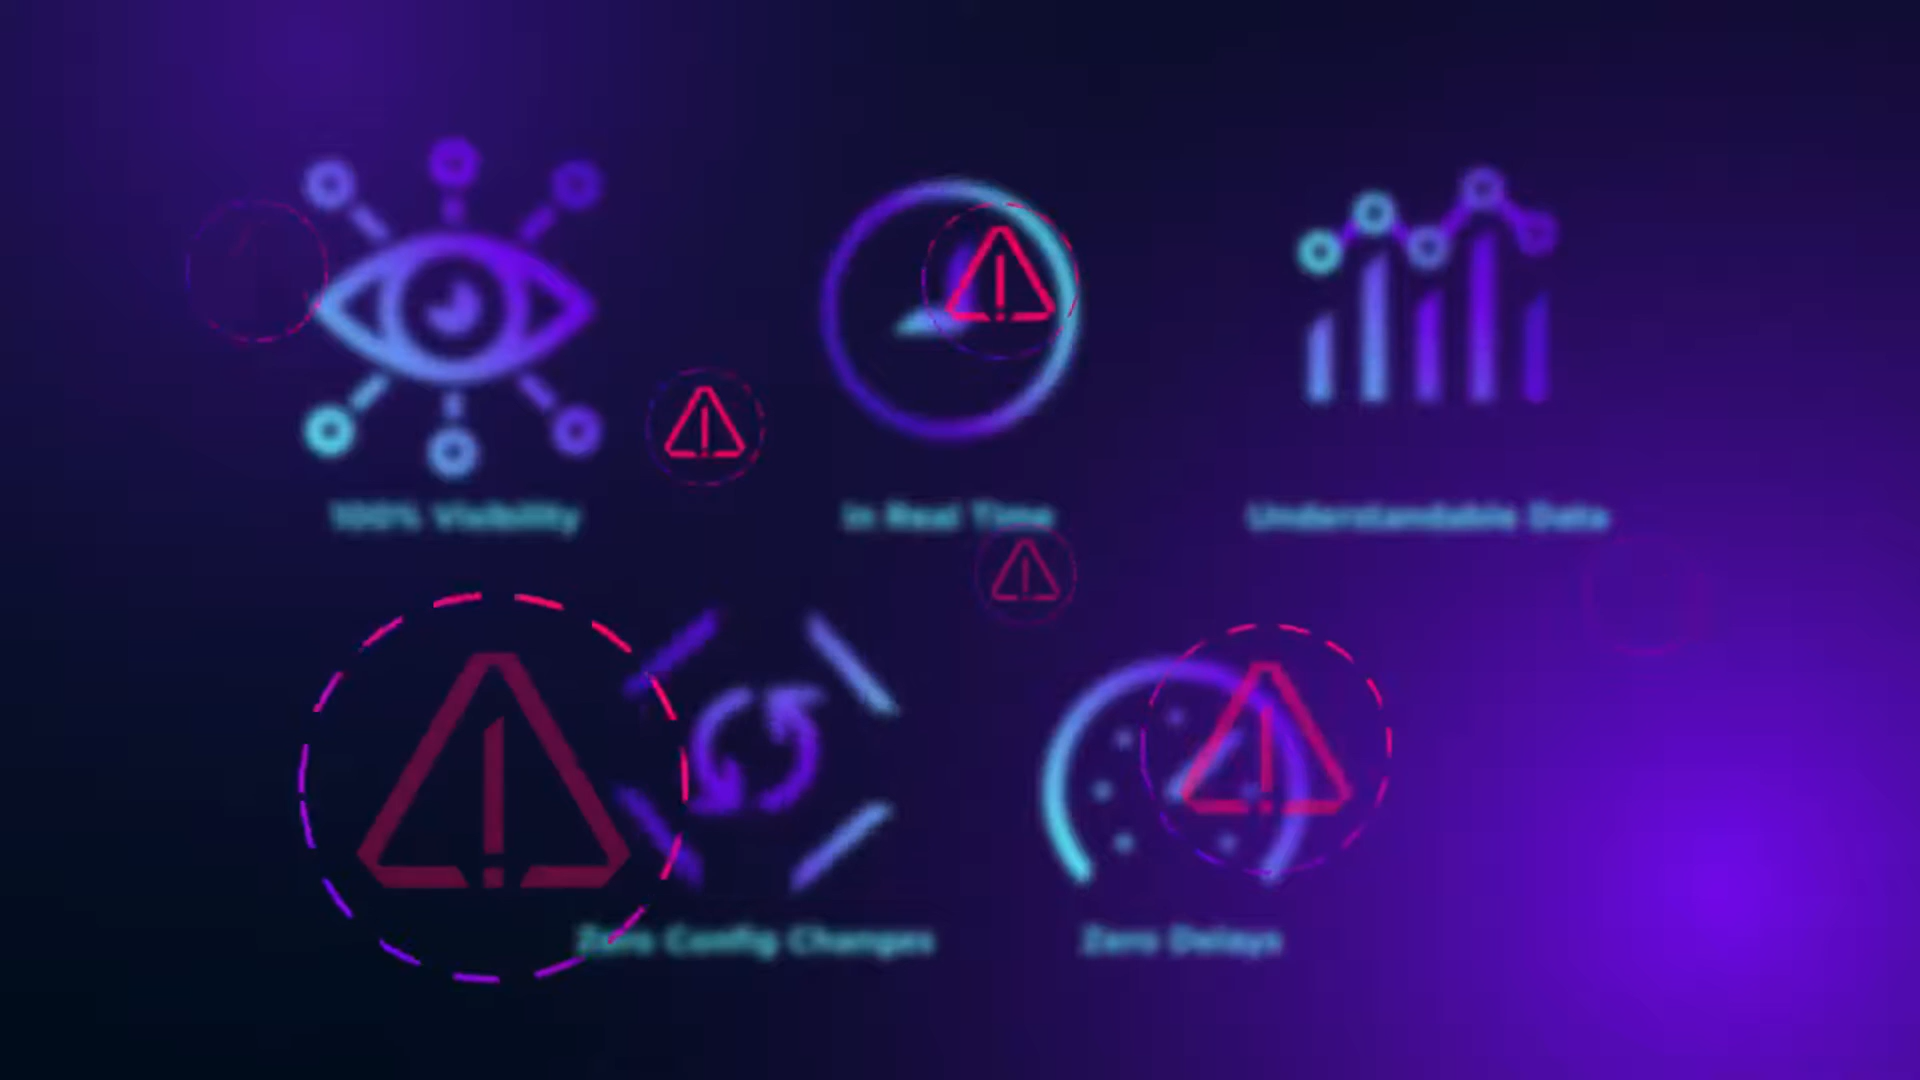 100% Visibility
In Real Time
Understandable Data
Zero Config Changes
Zero Delays